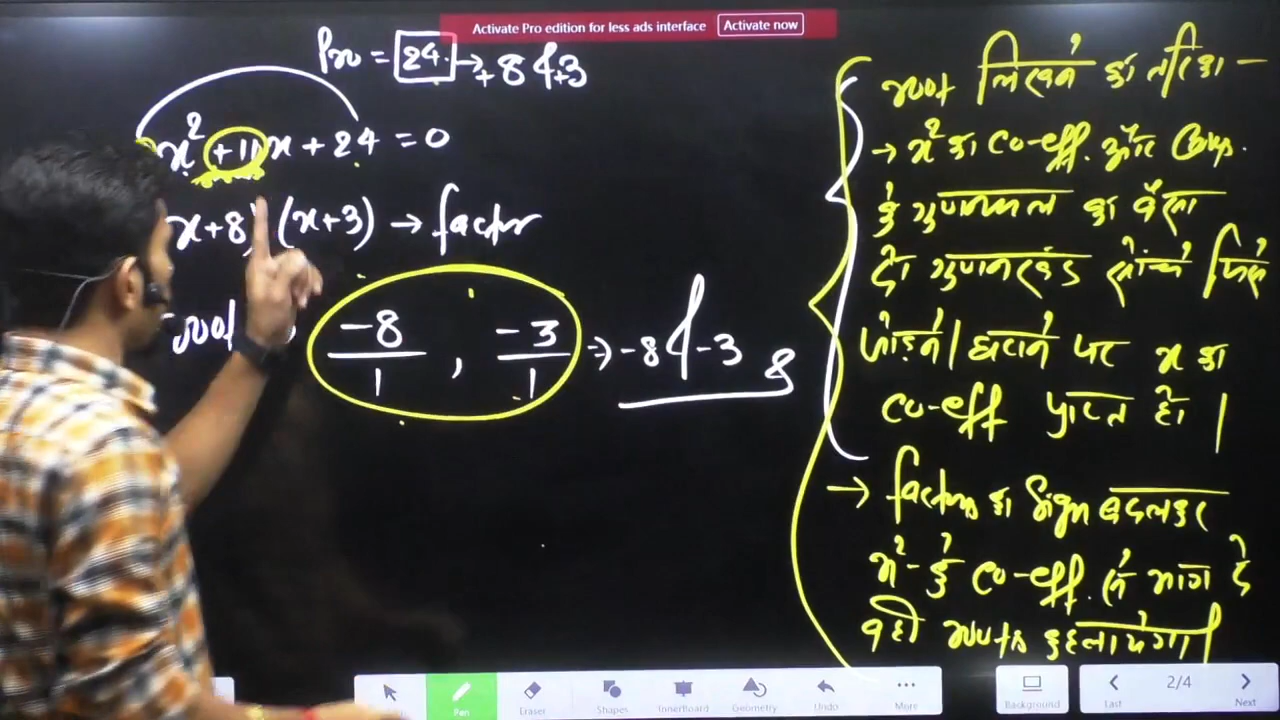 Activate Pro edition for less ads interface Activate now
Pro = 24 → +8 & +3
x² +11x + 24 = 0
x+8) (x+3) → factor
root
-8/1 , -3/1 → -8 & -3 8
root लिखने का तरिका -
→ x² का co-eff. और Cons.
के गुणनफल का वैसा
दो गुणनखंड सोचेंगे जिसे
जोड़ने/घटाने पर x का
co-eff प्राप्त हो।
→ factors का Sign बदलकर
x² के co-eff. से भाग दे
वही roots कहलायेगा।
Pen Eraser Shapes InnerBoard Geometry Undo More
Background
Last 2/4 Next